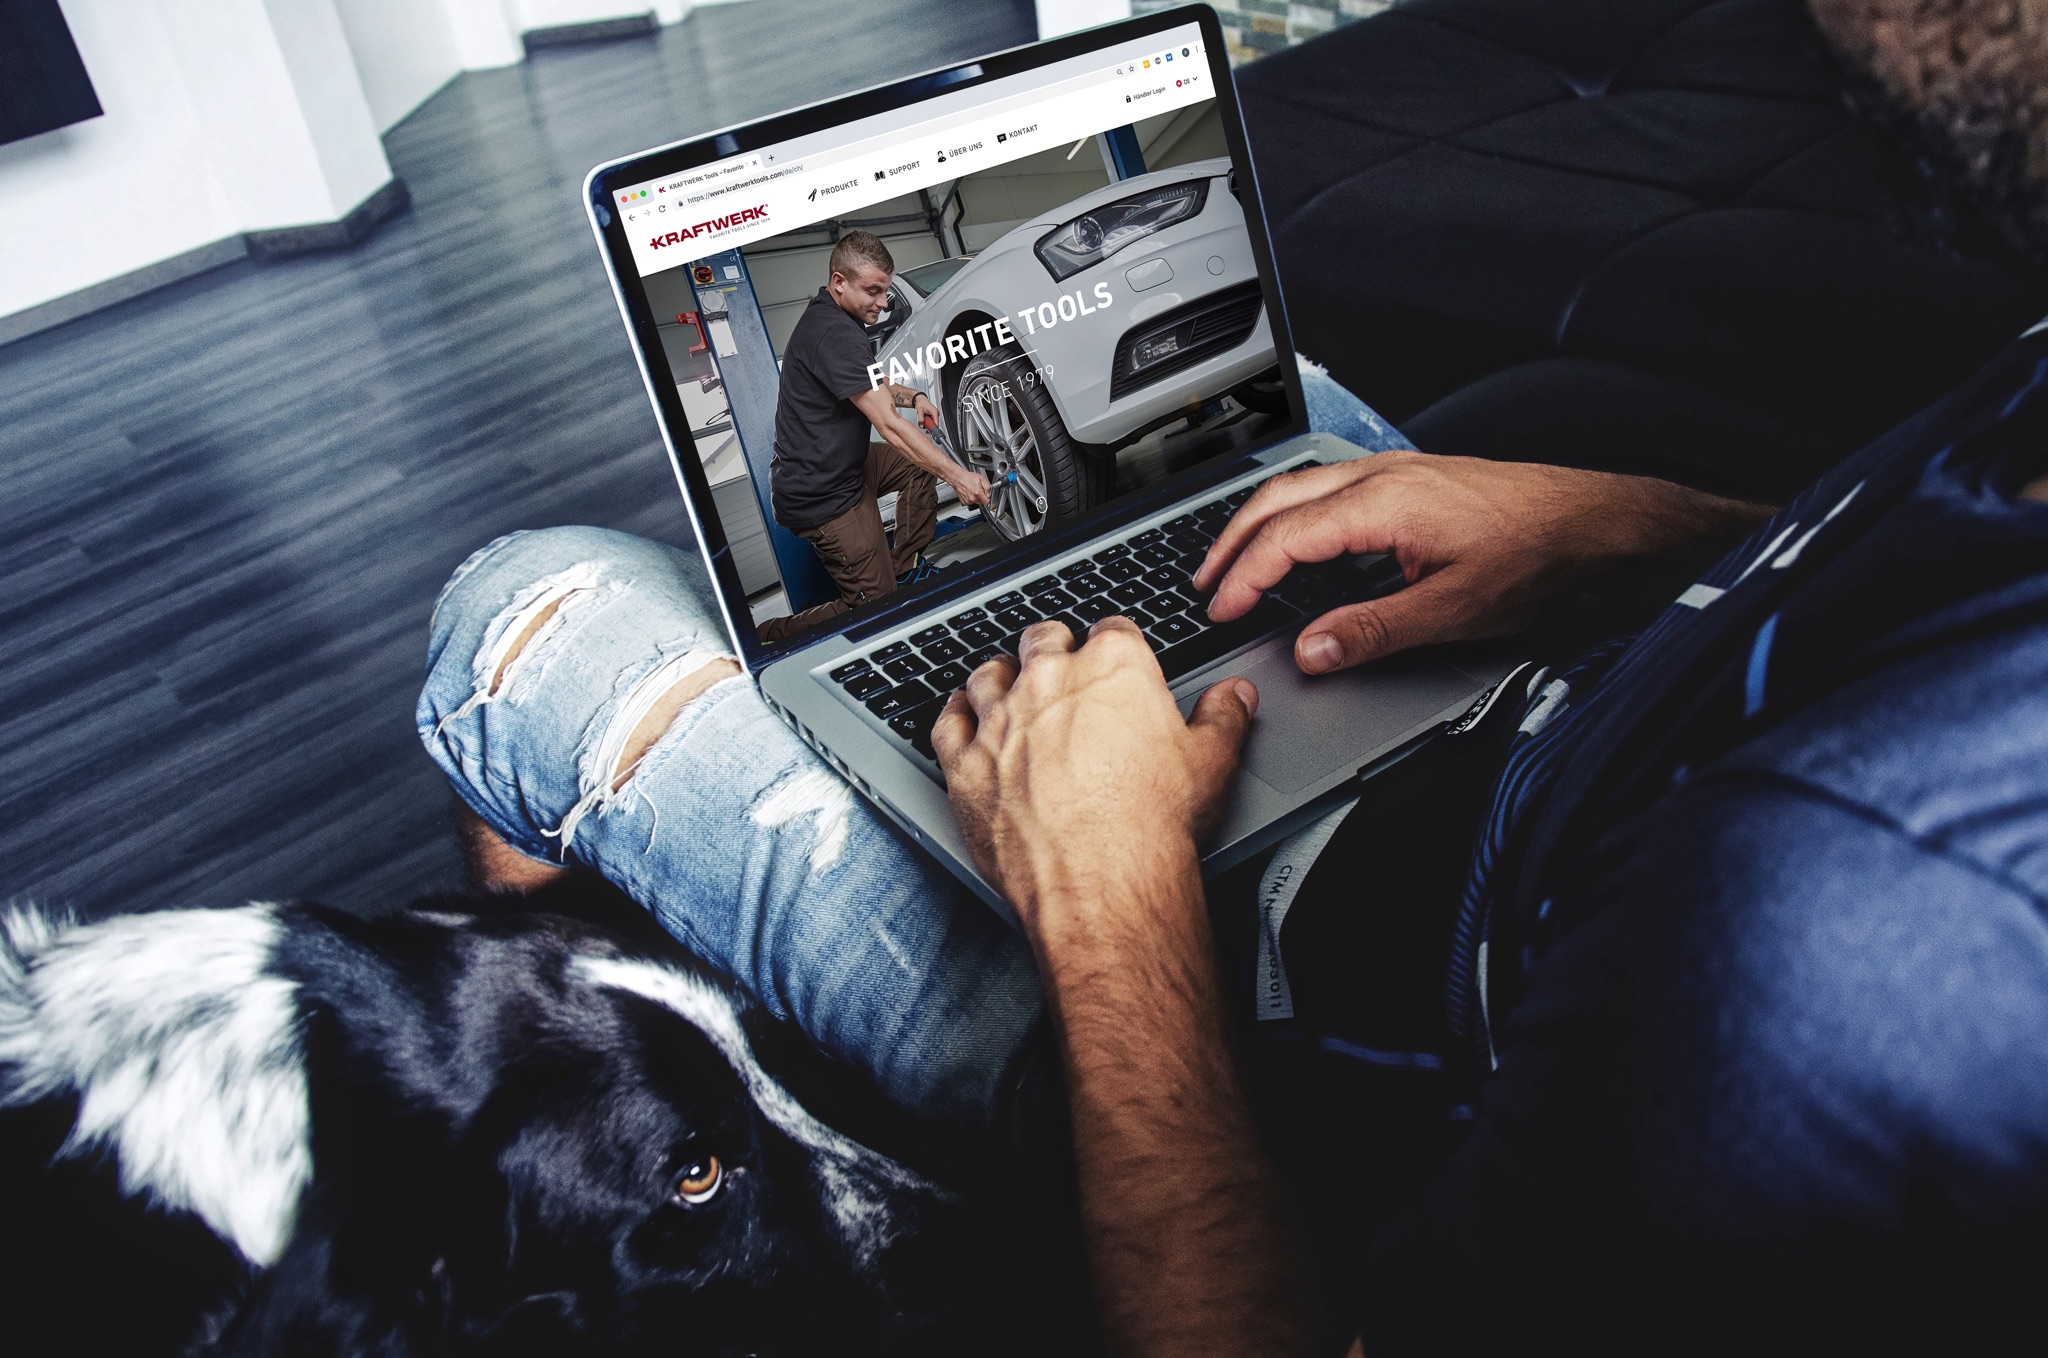 KRAFTWERK Tools – Favorite
https://www.kraftwerktools.com/de/ch/
Händler Login
DE
KRAFTWERK
FAVORITE TOOLS SINCE 1979
PRODUKTE
SUPPORT
ÜBER UNS
KONTAKT
FAVORITE TOOLS
SINCE 1979